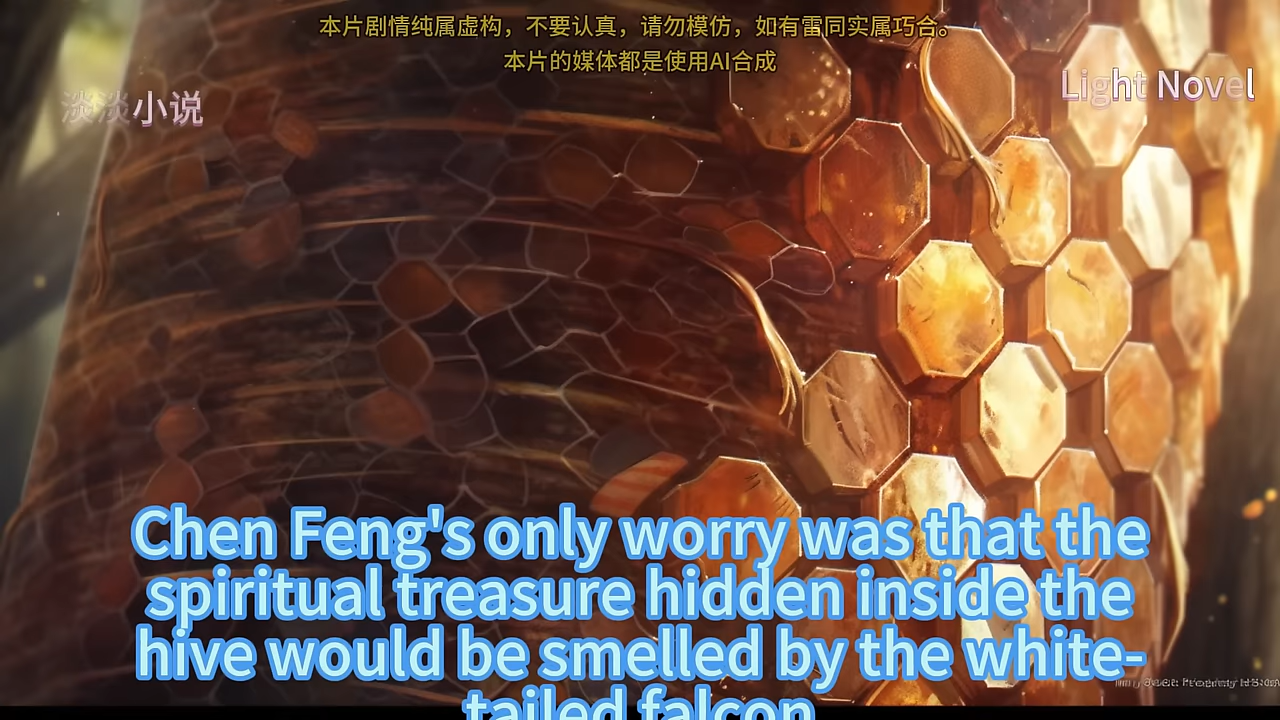 本片剧情纯属虚构，不要认真，请勿模仿，如有雷同实属巧合。
本片的媒体都是使用AI合成
淡淡小说
Light Novel
Chen Feng's only worry was that the
spiritual treasure hidden inside the
hive would be smelled by the white-
tailed falcon